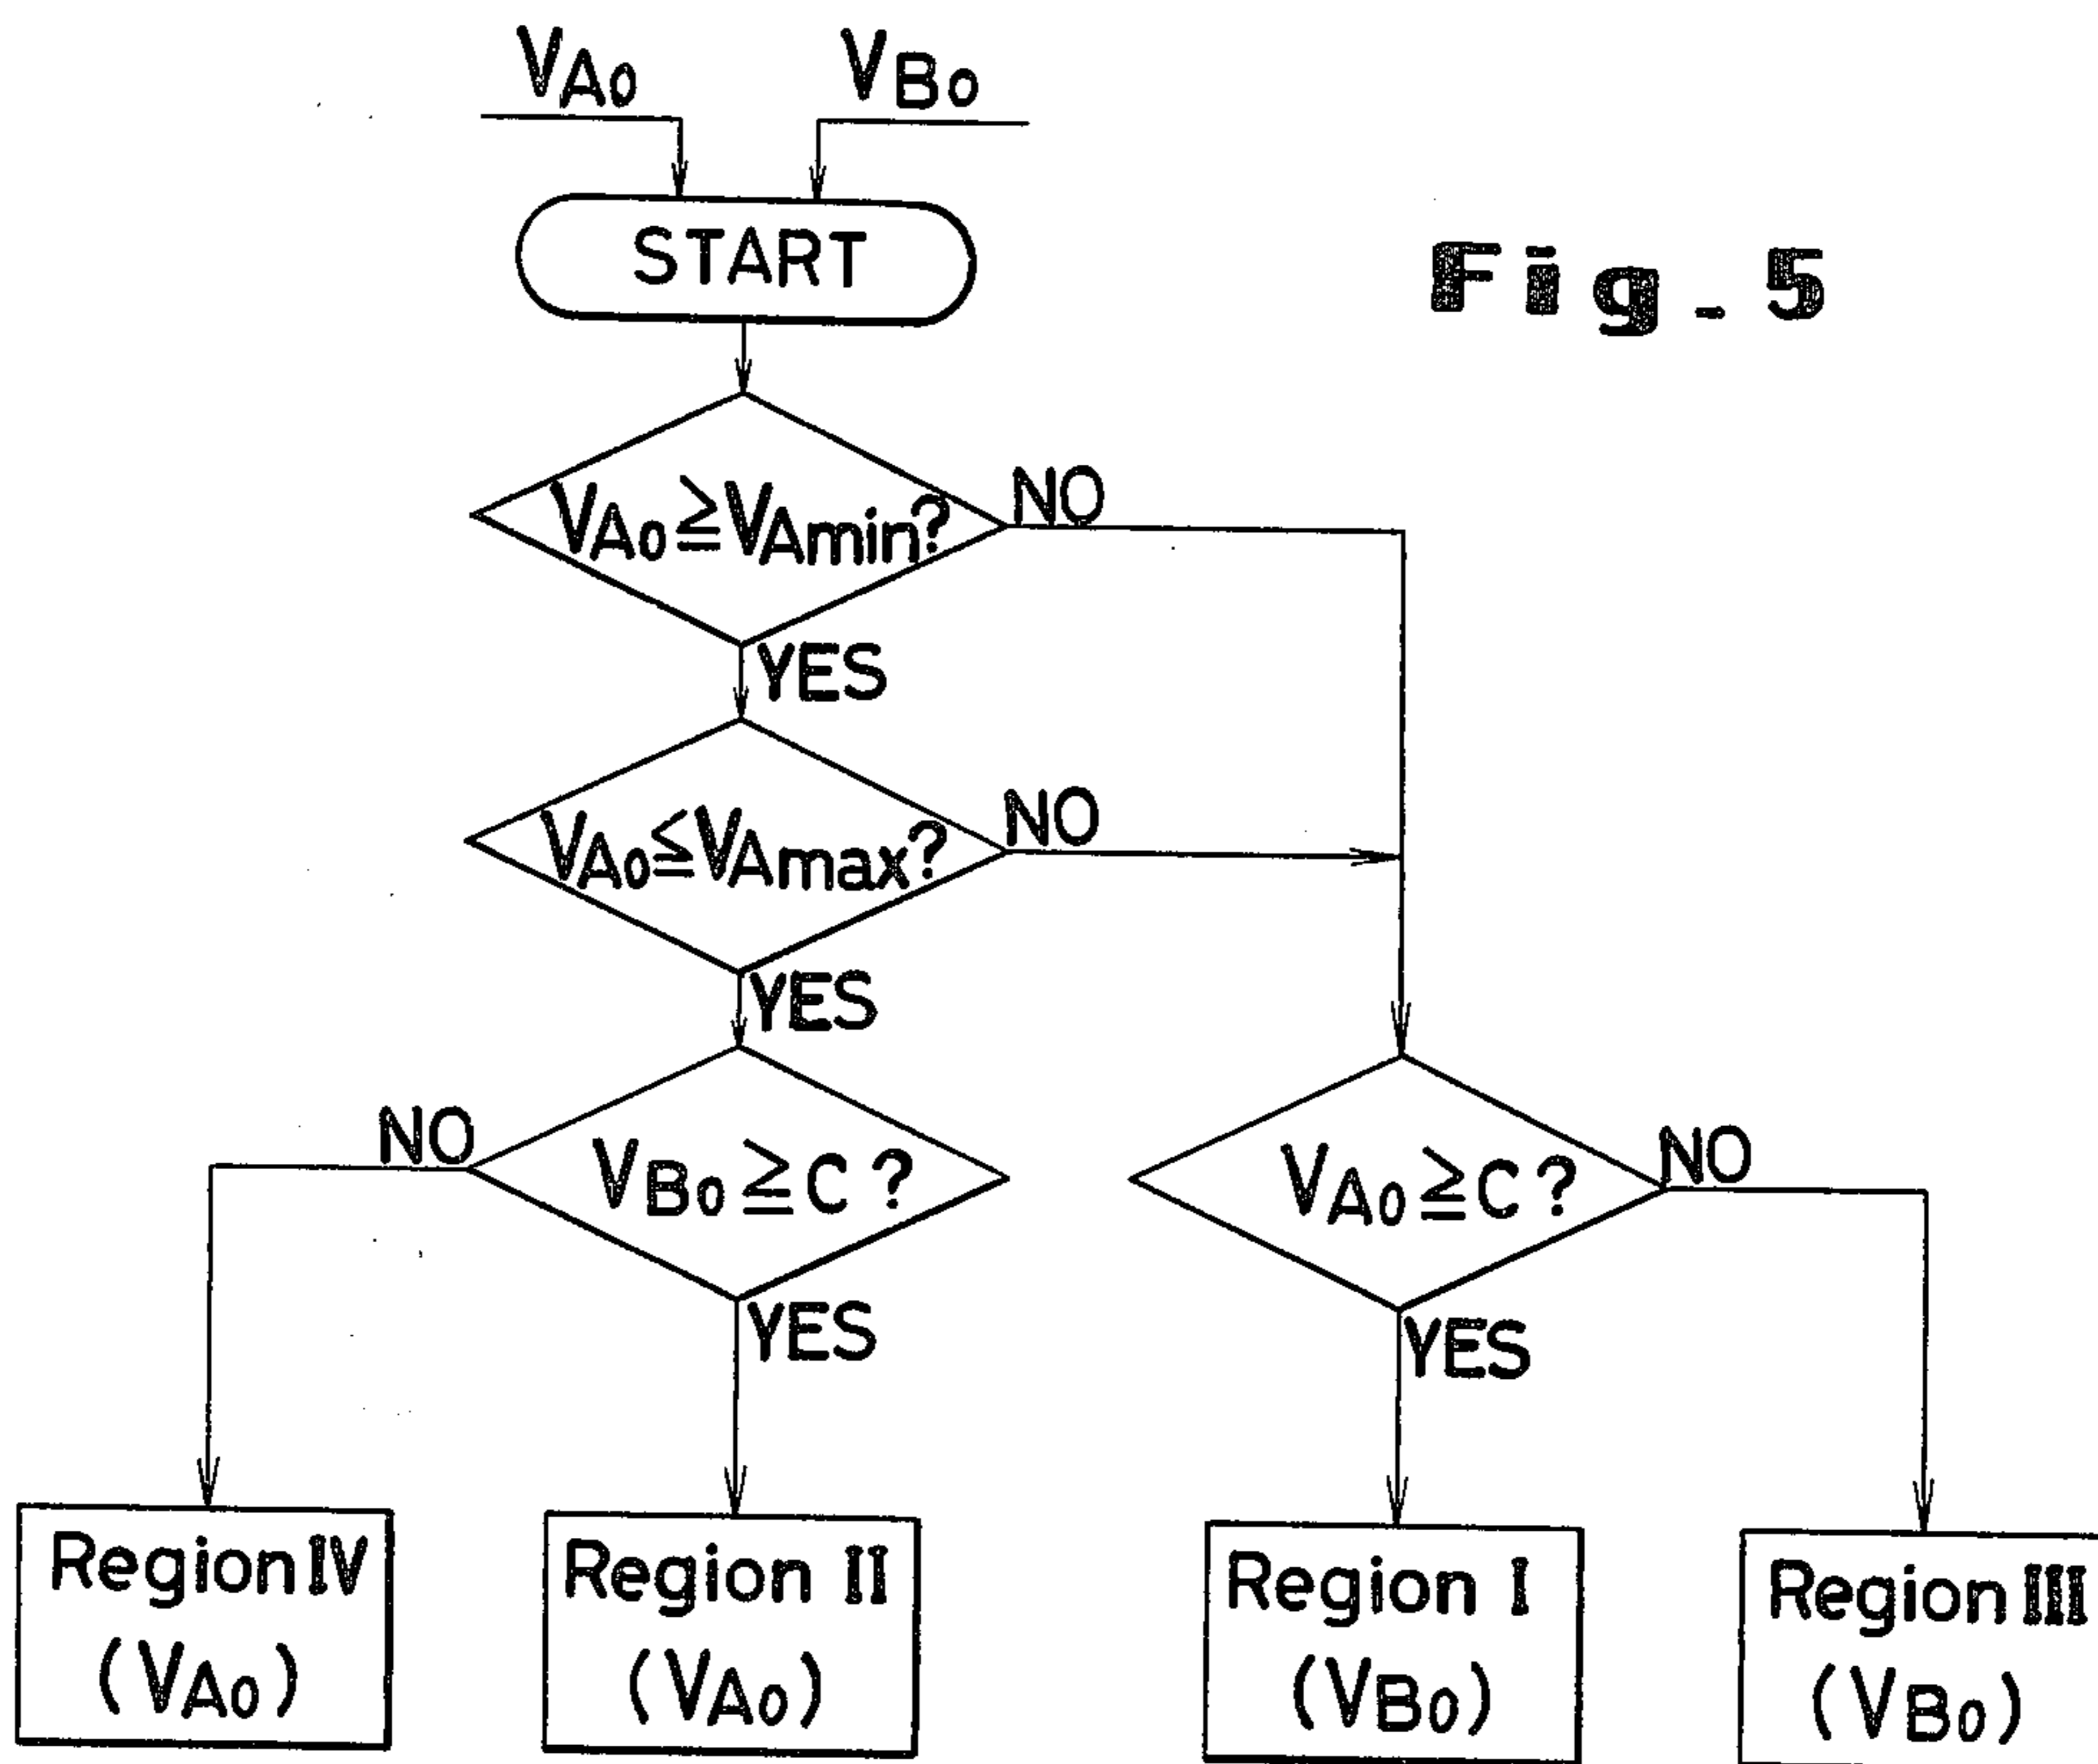 VA0 VB0
START
Fig. 5
VA0≧VAmin?
NO
YES
VA0≦VAmax?
NO
YES
NO
VB0≧C?
YES
VA0≧C?
NO
YES
Region IV
(VA0)
Region II
(VA0)
Region I
(VB0)
Region III
(VB0)